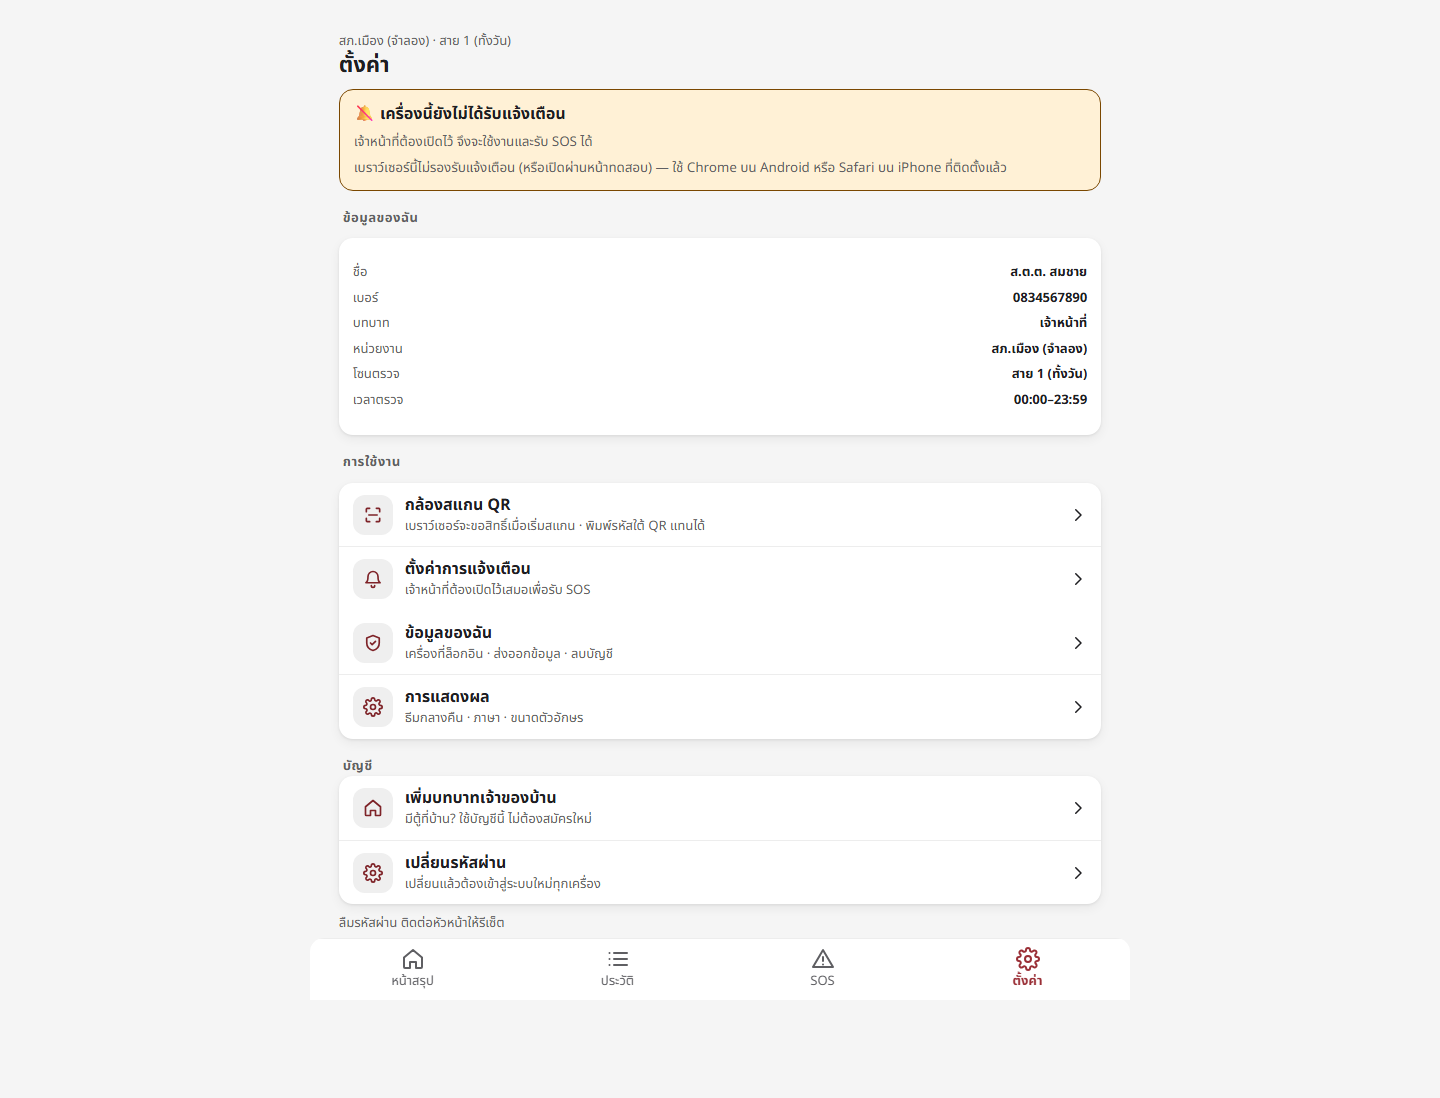 สภ.เมือง (จำลอง) · สาย 1 (ทั้งวัน)
ตั้งค่า
เครื่องนี้ยังไม่ได้รับแจ้งเตือน
เจ้าหน้าที่ต้องเปิดไว้ จึงจะใช้งานและรับ SOS ได้
เบราว์เซอร์นี้ไม่รองรับแจ้งเตือน (หรือเปิดผ่านหน้าทดสอบ) — ใช้ Chrome บน Android หรือ Safari บน iPhone ที่ติดตั้งแล้ว
ข้อมูลของฉัน
ชื่อ ส.ต.ต. สมชาย
เบอร์ 0834567890
บทบาท เจ้าหน้าที่
หน่วยงาน สภ.เมือง (จำลอง)
โซนตรวจ สาย 1 (ทั้งวัน)
เวลาตรวจ 00:00–23:59
การใช้งาน
กล้องสแกน QR
เบราว์เซอร์จะขอสิทธิ์เมื่อเริ่มสแกน · พิมพ์รหัสใต้ QR แทนได้
ตั้งค่าการแจ้งเตือน
เจ้าหน้าที่ต้องเปิดไว้เสมอเพื่อรับ SOS
ข้อมูลของฉัน
เครื่องที่ล็อกอิน · ส่งออกข้อมูล · ลบบัญชี
การแสดงผล
ธีมกลางคืน · ภาษา · ขนาดตัวอักษร
บัญชี
เพิ่มบทบาทเจ้าของบ้าน
มีตู้ที่บ้าน? ใช้บัญชีนี้ ไม่ต้องสมัครใหม่
เปลี่ยนรหัสผ่าน
เปลี่ยนแล้วต้องเข้าสู่ระบบใหม่ทุกเครื่อง
ลืมรหัสผ่าน ติดต่อหัวหน้าให้รีเซ็ต
หน้าสรุป ประวัติ SOS ตั้งค่า